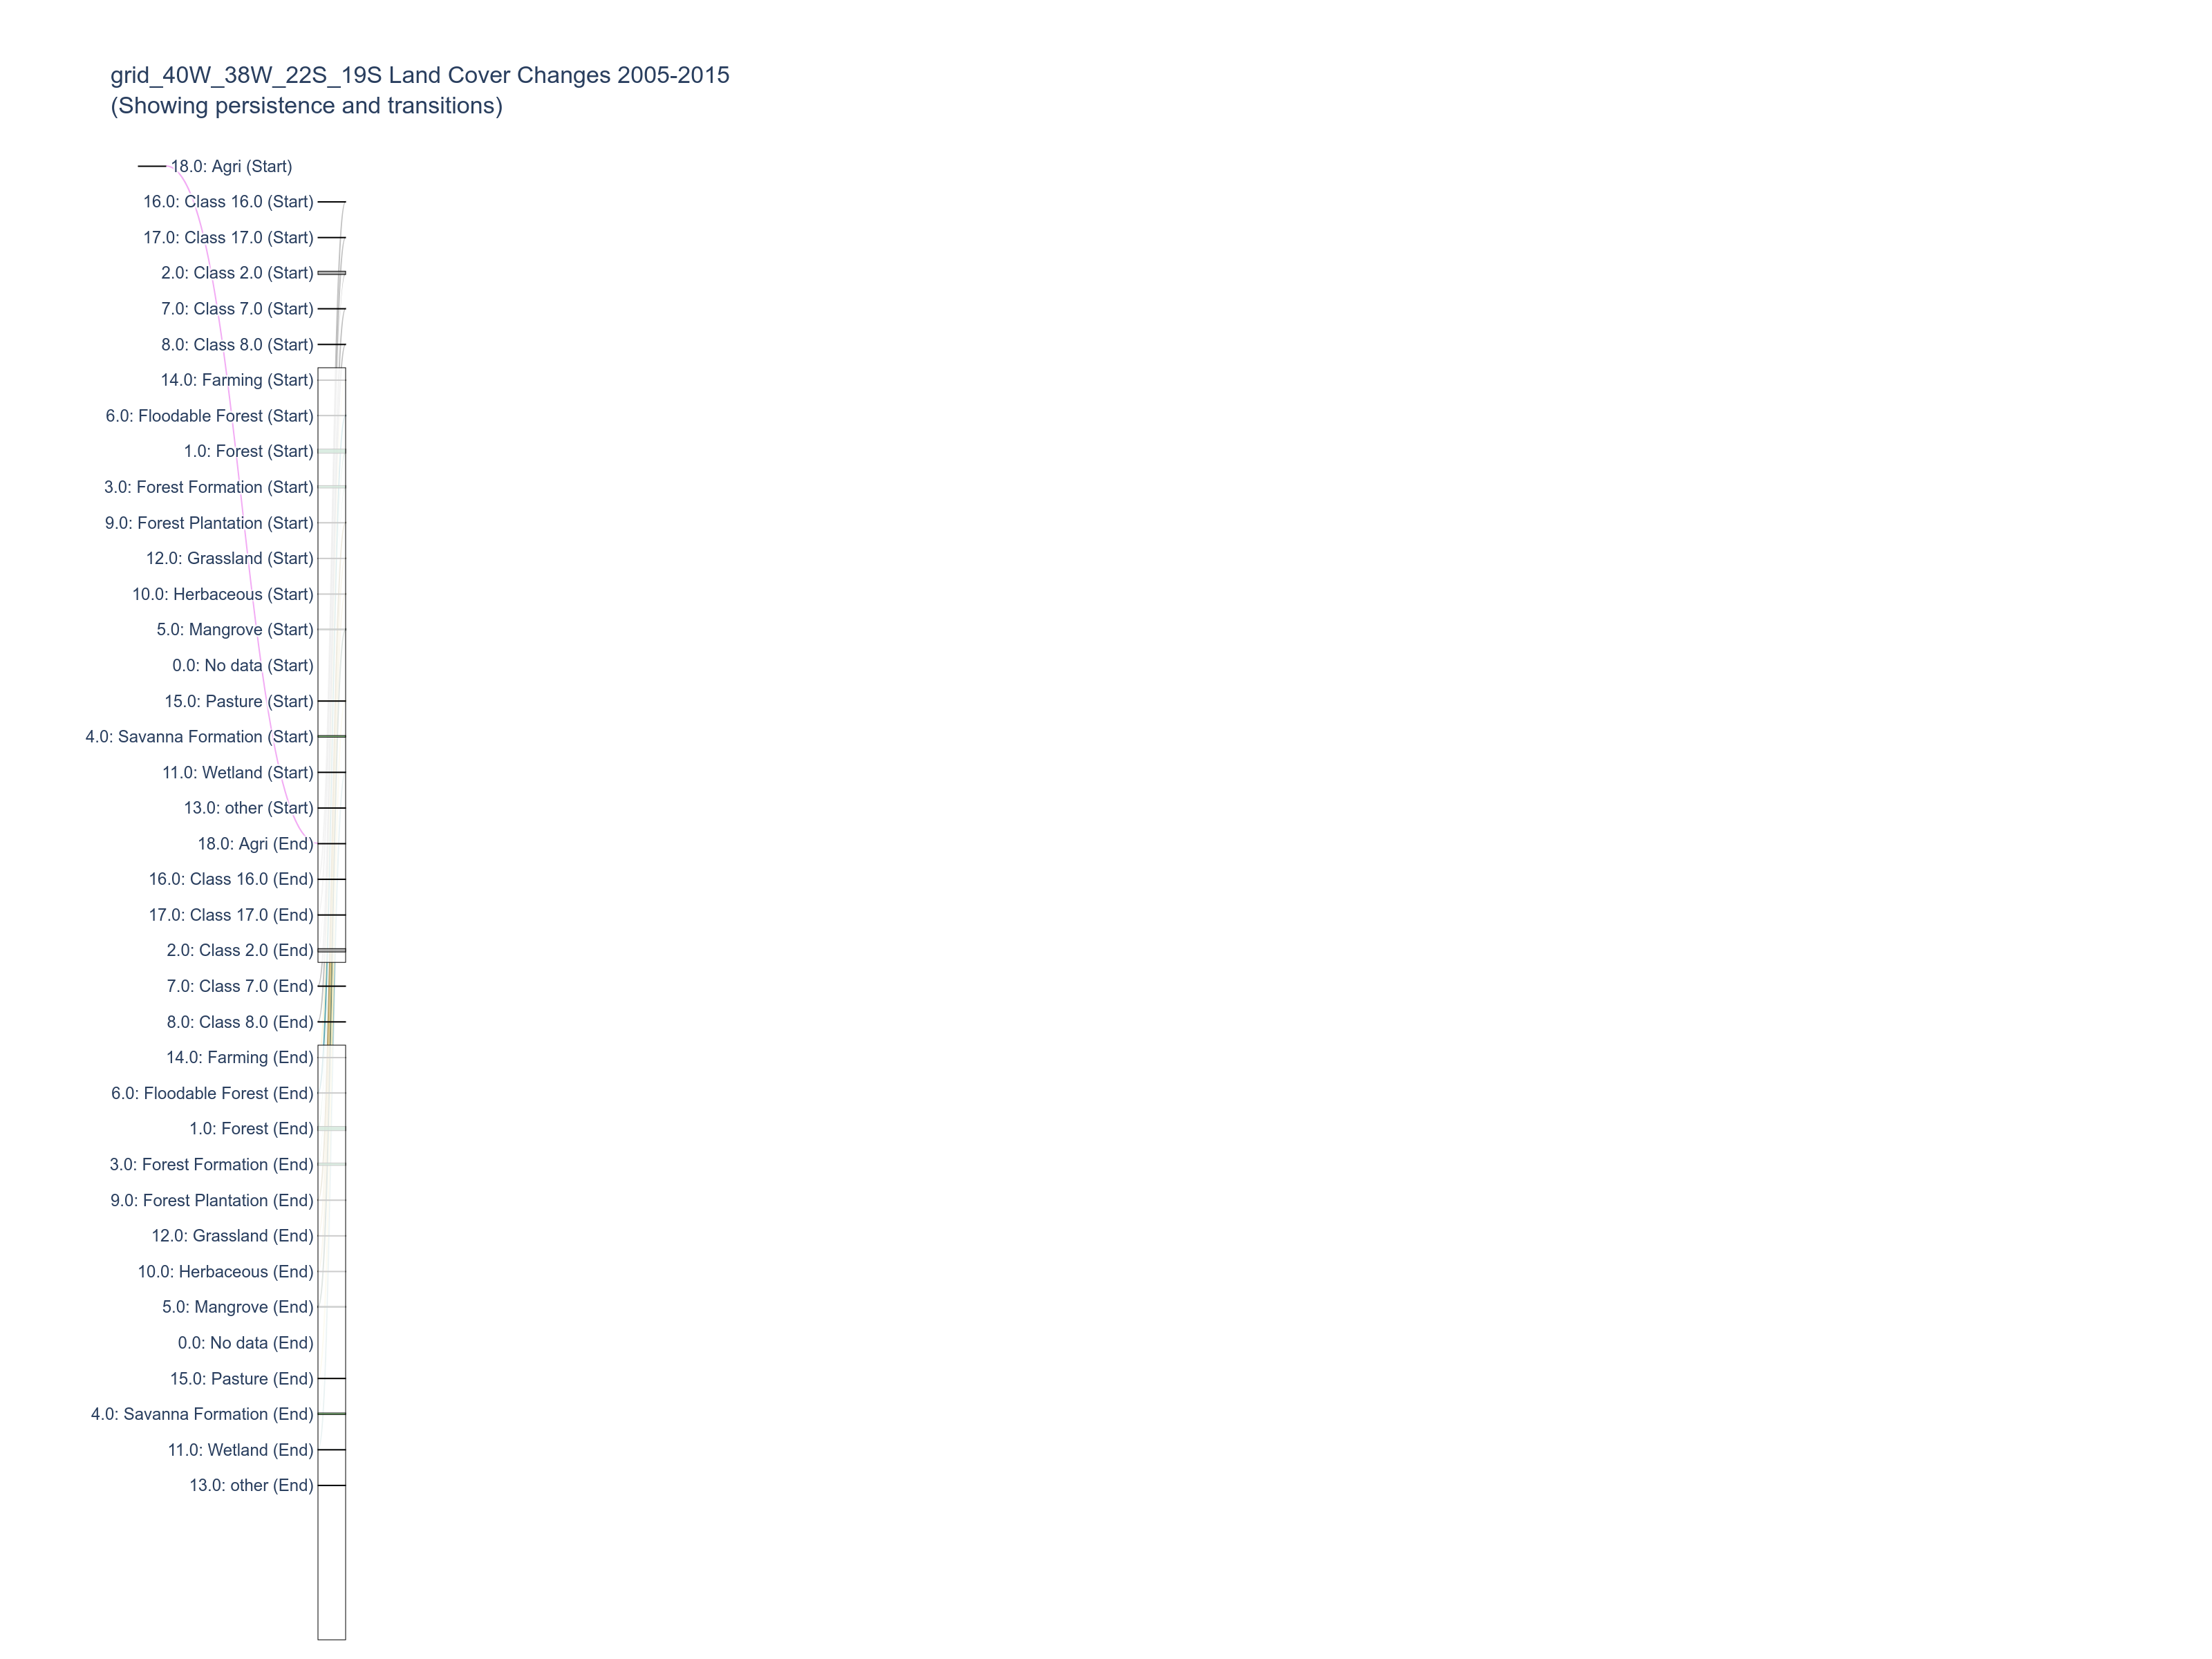 grid_40W_38W_22S_19S Land Cover Changes 2005-2015
(Showing persistence and transitions)
18.0: Agri (Start)
16.0: Class 16.0 (Start)
17.0: Class 17.0 (Start)
2.0: Class 2.0 (Start)
7.0: Class 7.0 (Start)
8.0: Class 8.0 (Start)
14.0: Farming (Start)
6.0: Floodable Forest (Start)
1.0: Forest (Start)
3.0: Forest Formation (Start)
9.0: Forest Plantation (Start)
12.0: Grassland (Start)
10.0: Herbaceous (Start)
5.0: Mangrove (Start)
0.0: No data (Start)
15.0: Pasture (Start)
4.0: Savanna Formation (Start)
11.0: Wetland (Start)
13.0: other (Start)
18.0: Agri (End)
16.0: Class 16.0 (End)
17.0: Class 17.0 (End)
2.0: Class 2.0 (End)
7.0: Class 7.0 (End)
8.0: Class 8.0 (End)
14.0: Farming (End)
6.0: Floodable Forest (End)
1.0: Forest (End)
3.0: Forest Formation (End)
9.0: Forest Plantation (End)
12.0: Grassland (End)
10.0: Herbaceous (End)
5.0: Mangrove (End)
0.0: No data (End)
15.0: Pasture (End)
4.0: Savanna Formation (End)
11.0: Wetland (End)
13.0: other (End)